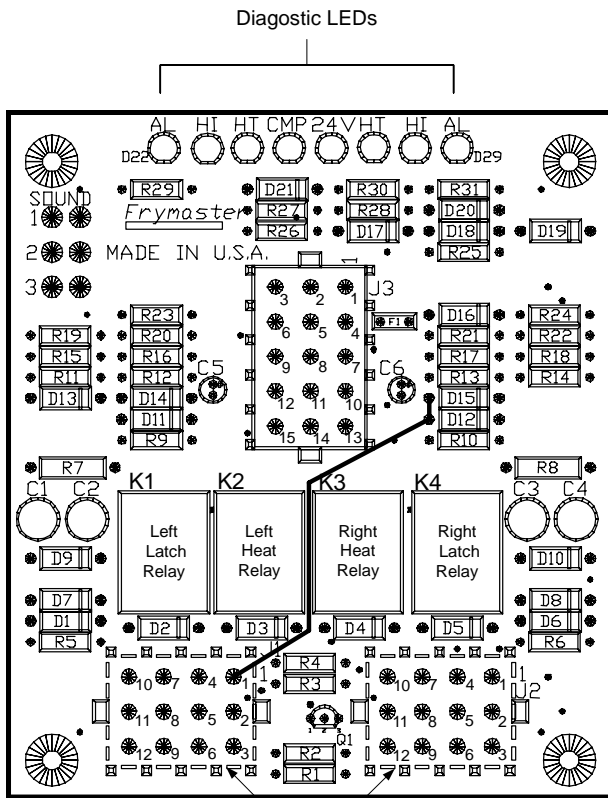 Diagostic LEDs
AL HI HT CMP 24V HT HI AL
D22 D29
SOUND
1
2
3
Frymaster
MADE IN U.S.A.
R29 D21 R30 R31
R27 R28 D20
R26 D17 D18 D19
R25
1
J3
3 2 1
6 5 4
9 8 7
12 11 10
15 14 13
F1
R23 D16 R24
R19 R20 R21 R22
R15 R16 R17 R18
R11 R12 R13 R14
D13 D14 D15
D11 D12
R9 R10
C5 C6
R7 R8
C1 C2 C3 C4
K1 K2 K3 K4
Left Latch Relay
Left Heat Relay
Right Heat Relay
Right Latch Relay
D9 D10
D7 D8
D1 D6
R5 R6
D2 D3 D4 D5
J1
1
10 7 4 1
11 8 5 2
12 9 6 3
R4
R3
1 2 3
Q1
R2
R1
1
J2
10 7 4 1
11 8 5 2
12 9 6 3